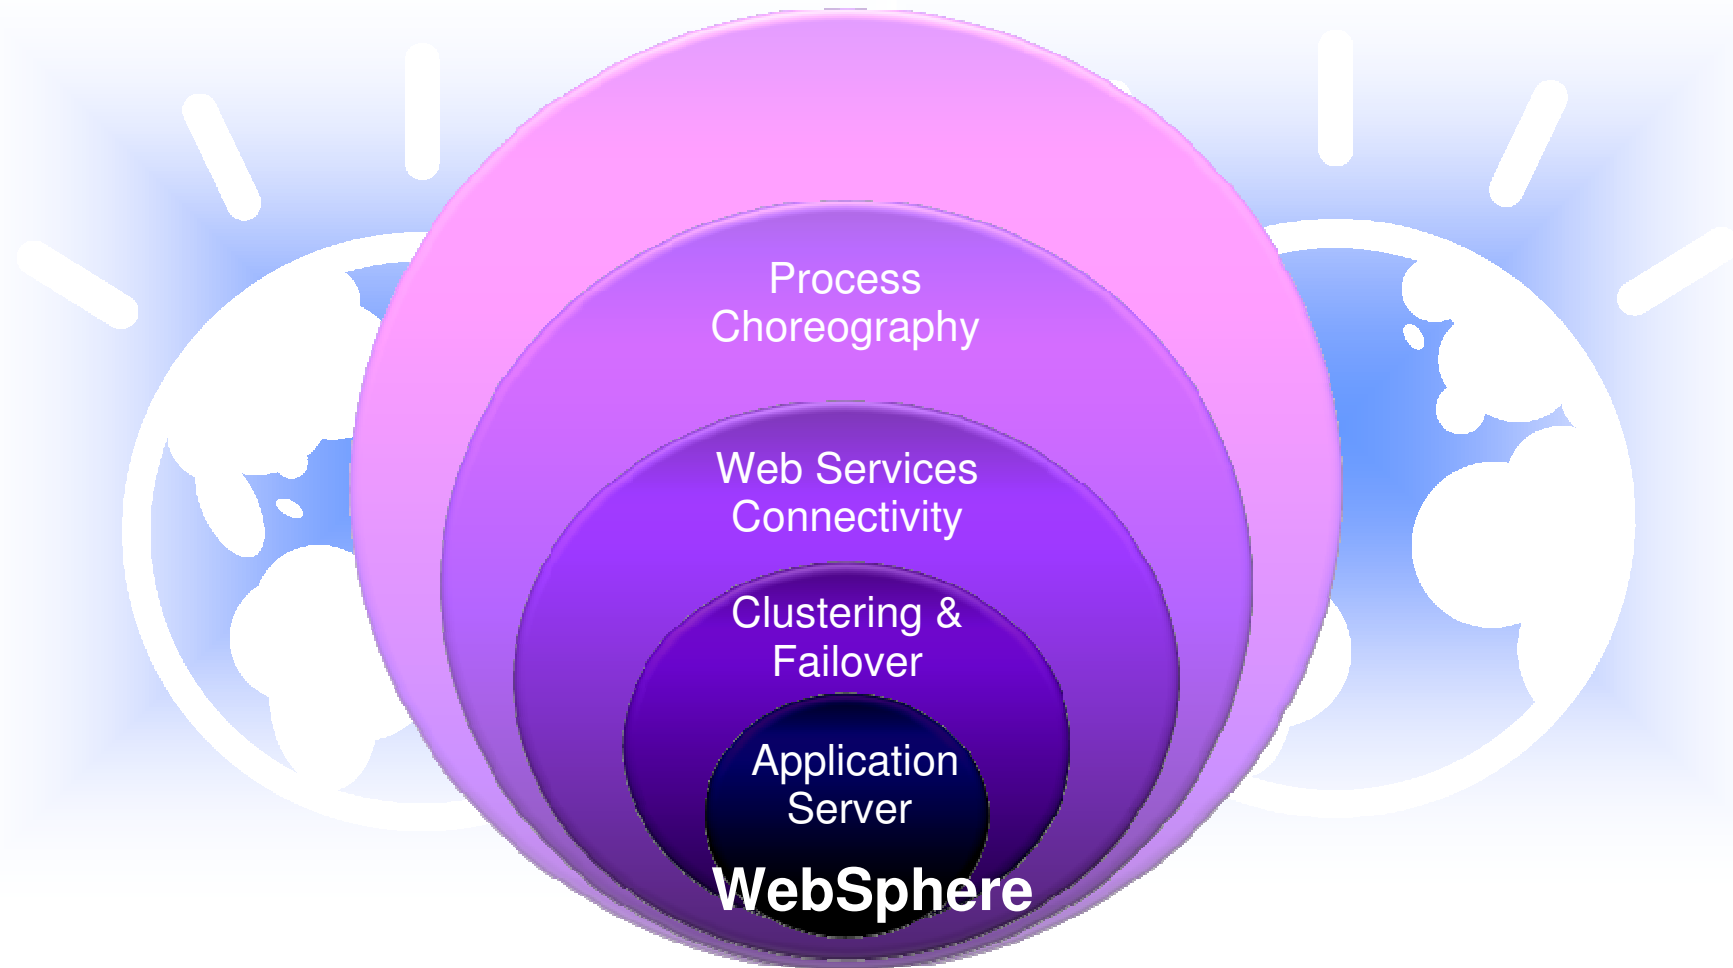 Process
Choreography
Web Services
Connectivity
Clustering &
Failover
Application
Server
WebSphere